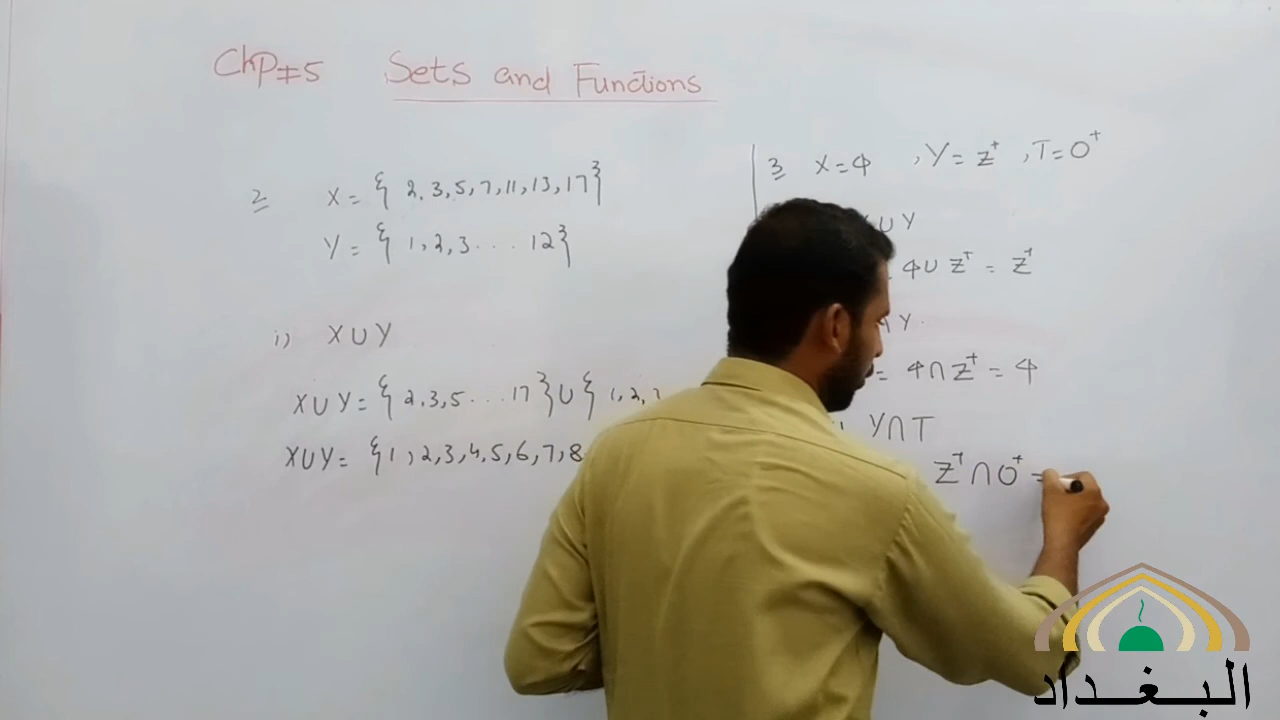 Chp#5 Sets and Functions
2 X = { 2,3,5,7,11,13,17}
Y = { 1,2,3 .... 12}
i) X∪Y
X∪Y = { 2,3,5 ... 17}∪{ 1,2,
X∪Y = {1,2,3,4,5,6,7,8
3 X=ϕ , Y = Z⁺ , T=O⁺
∪Y
ϕ∪ Z⁺ = Z⁺
Y.
= ϕ∩Z⁺ = ϕ
Y∩T
Z⁺∩O⁺ =
البغداد